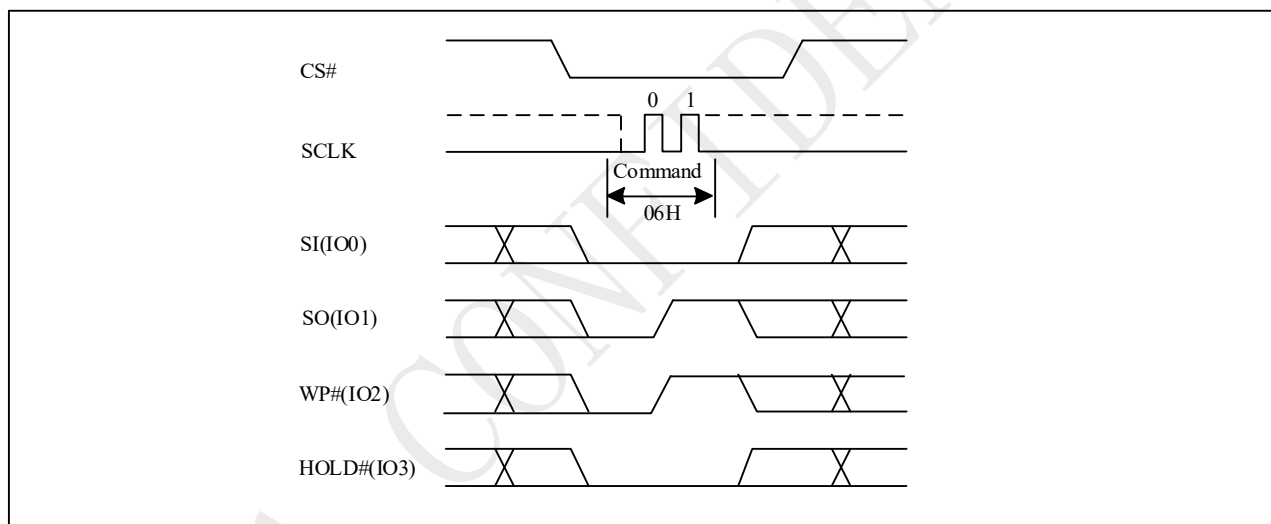 CS#
0 1
SCLK
Command
06H
SI(IO0)
SO(IO1)
WP#(IO2)
HOLD#(IO3)